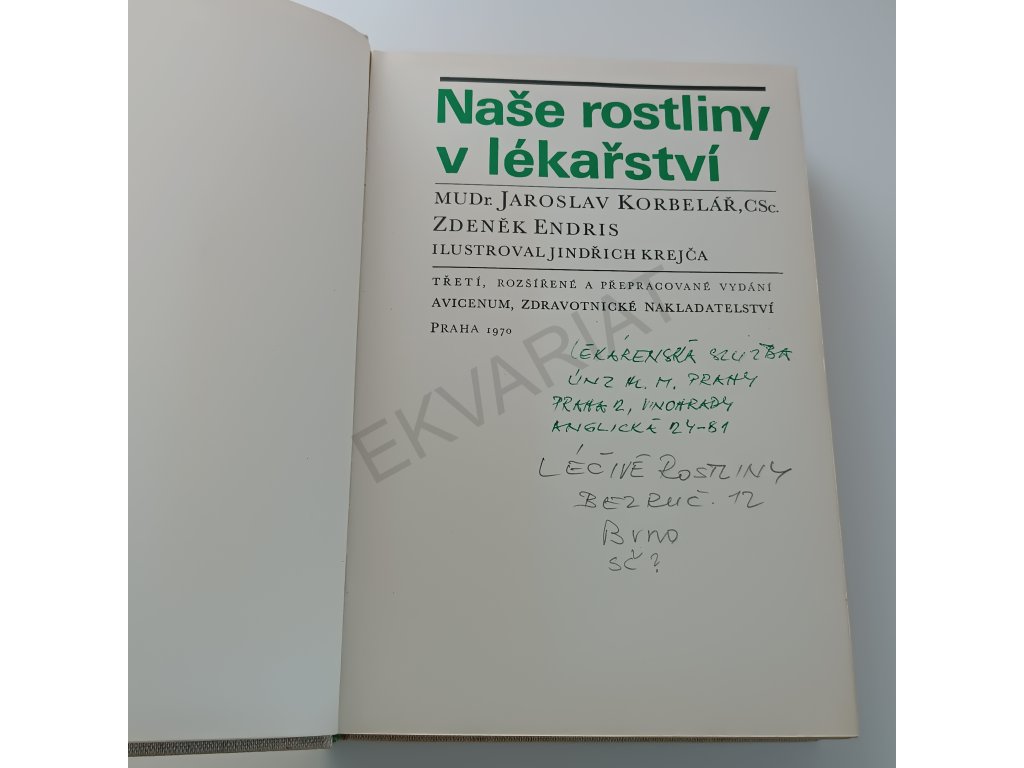 Naše rostliny
v lékařství
MUDr. JAROSLAV KORBELÁŘ, CSc.
ZDENĚK ENDRIS
ILUSTROVAL JINDŘICH KREJČA
TŘETÍ, ROZŠÍŘENÉ A PŘEPRACOVANÉ VYDÁNÍ
AVICENUM, ZDRAVOTNICKÉ NAKLADATELSTVÍ
PRAHA 1970
EKVARIAT
LÉKÁRENSKÁ SLUŽBA
ÚNZ H. M. PRAHY
PRAHA 2, VINOHRADY
ANGLICKÁ 24-81
LÉČIVÉ ROSTLINY
BEZRUČ. 12
Brno
SČ?